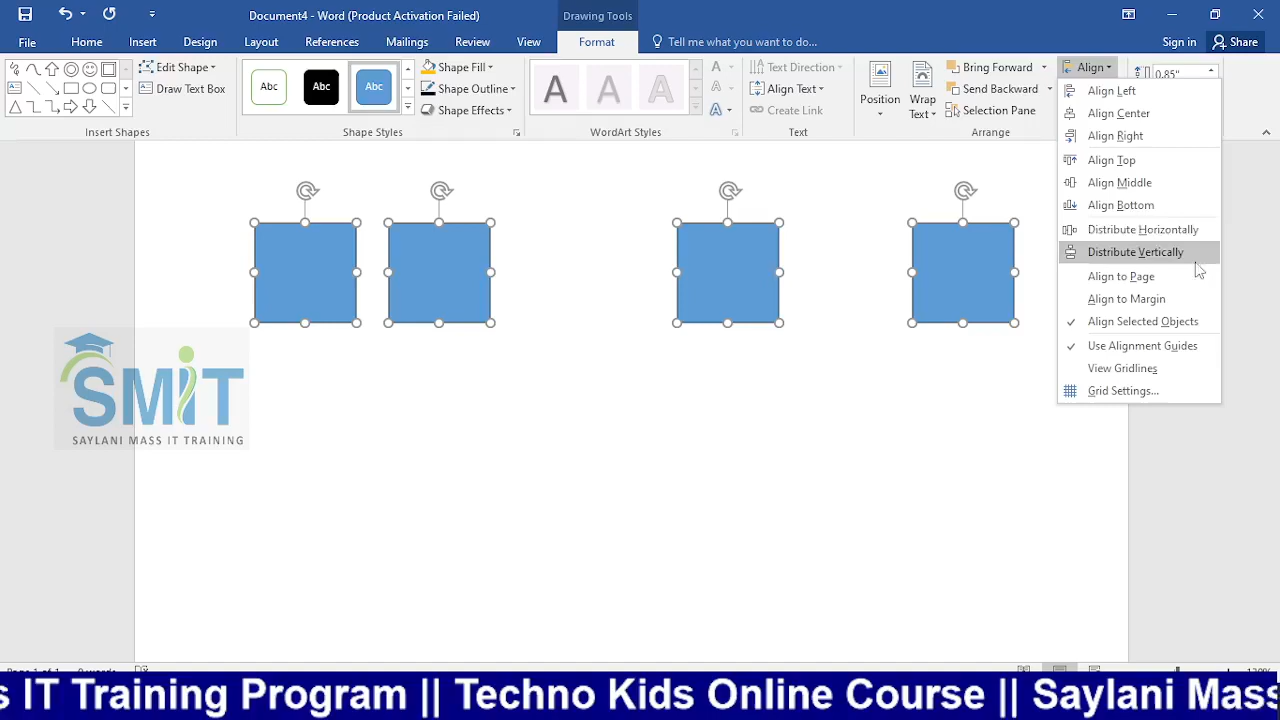 Document4 - Word (Product Activation Failed)
Drawing Tools
File Home Insert Design Layout References Mailings Review View Format Tell me what you want to do... Sign in Share
Edit Shape
Draw Text Box
Insert Shapes
Abc Abc Abc
Shape Fill
Shape Outline
Shape Effects
Shape Styles
A A A
WordArt Styles
Text Direction
Align Text
Create Link
Text
Position
Wrap
Text
Bring Forward
Send Backward
Selection Pane
Arrange
Align
0.85"
Align Left
Align Center
Align Right
Align Top
Align Middle
Align Bottom
Distribute Horizontally
Distribute Vertically
Align to Page
Align to Margin
Align Selected Objects
Use Alignment Guides
View Gridlines
Grid Settings...
SMiT
SAYLANI MASS IT TRAINING
s IT Training Program || Techno Kids Online Course || Saylani Mass